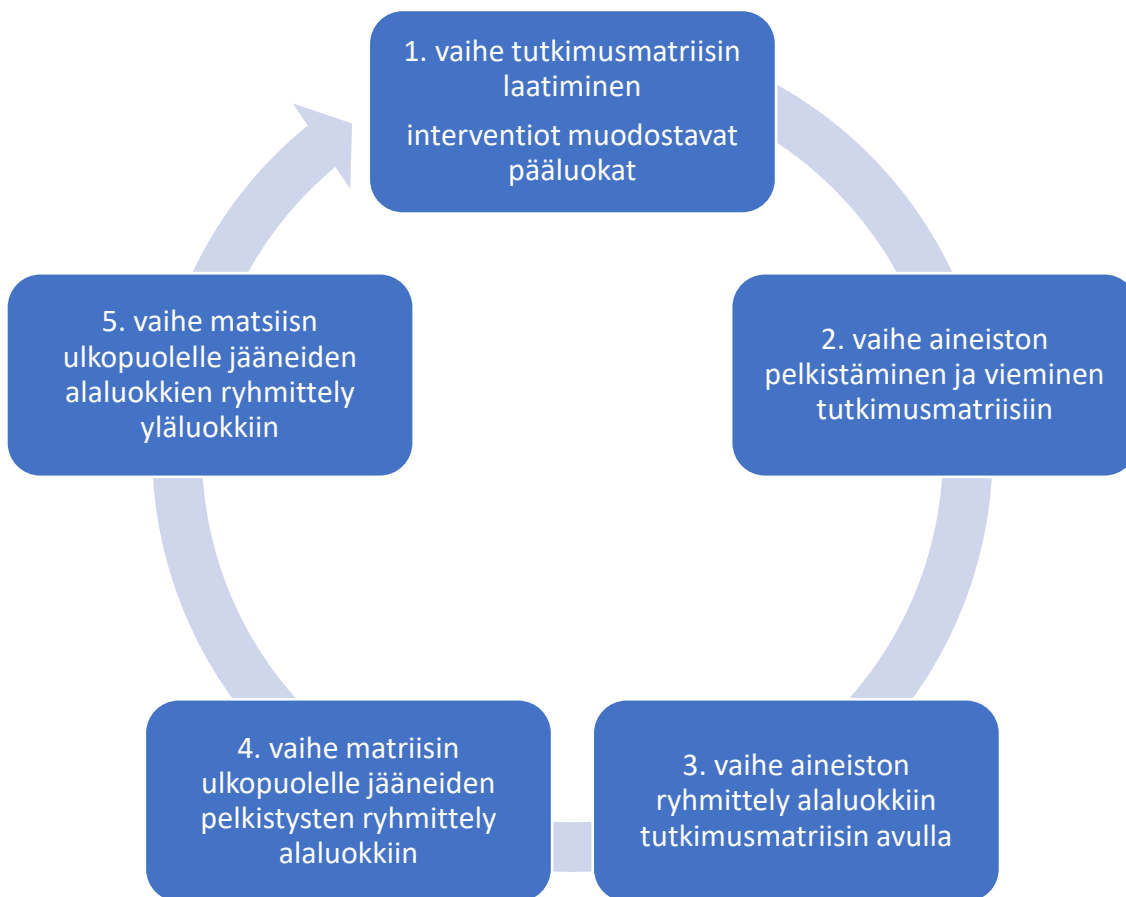 1. vaihe tutkimusmatriisin
laatiminen
interventiot muodostavat
pääluokat
2. vaihe aineiston
pelkistäminen ja vieminen
tutkimusmatriisiin
3. vaihe aineiston
ryhmittely alaluokkiin
tutkimusmatriisin avulla
4. vaihe matriisin
ulkopuolelle jääneiden
pelkistysten ryhmittely
alaluokkiin
5. vaihe matsiisn
ulkopuolelle jääneiden
alaluokkien ryhmittely
yläluokkiin